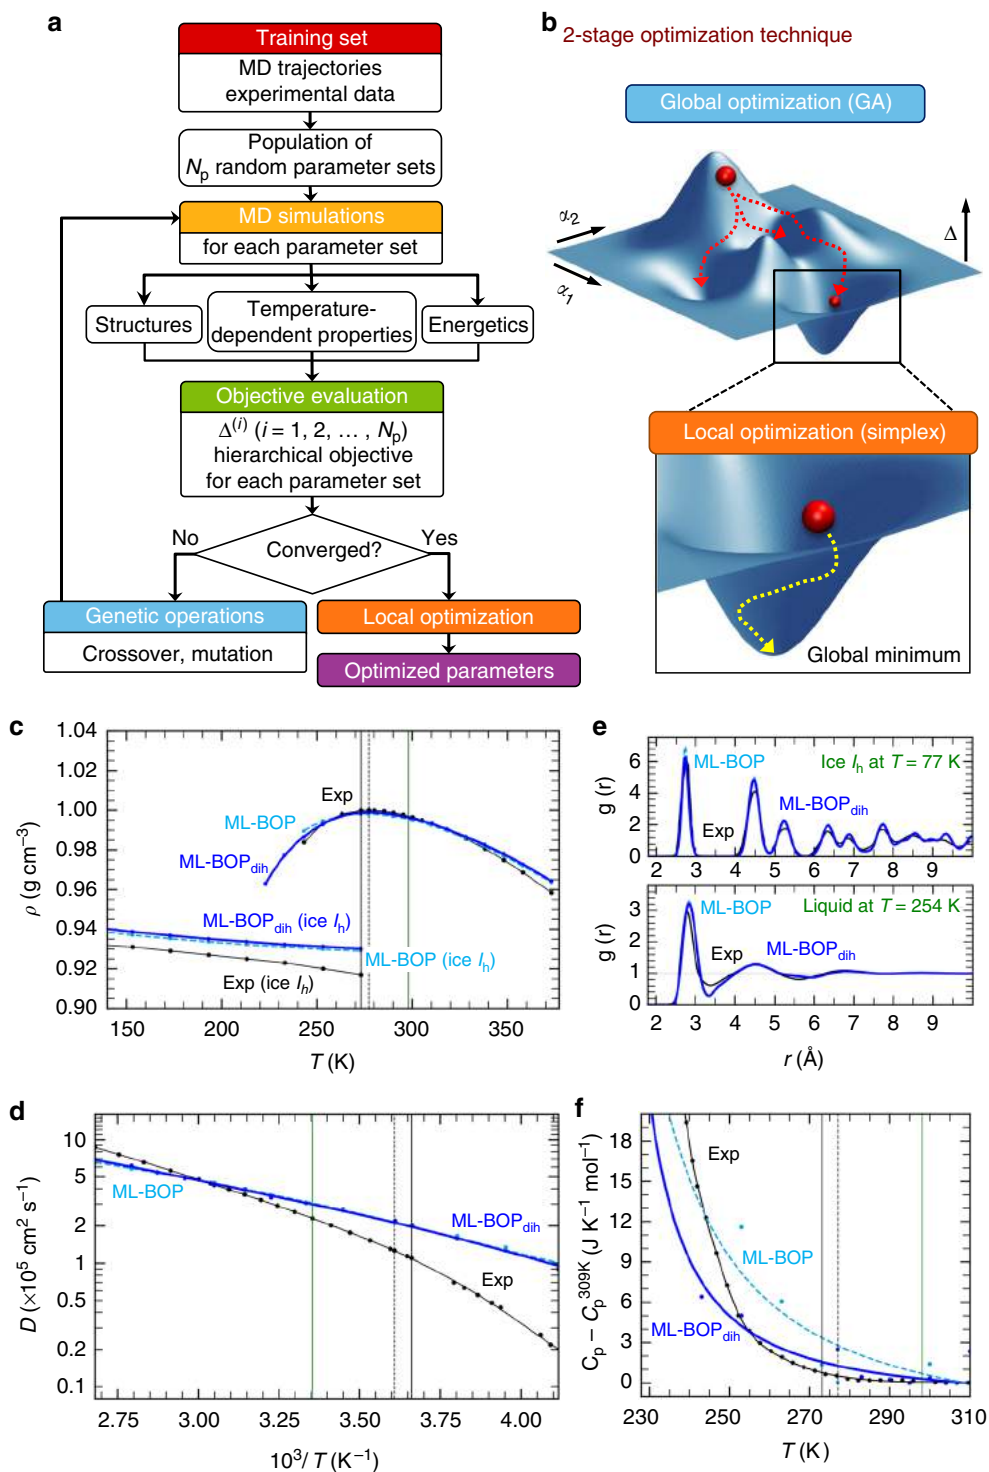 a
Training set
MD trajectories
experimental data
Population of
Np random parameter sets
MD simulations
for each parameter set
Structures
Temperature-
dependent properties
Energetics
Objective evaluation
Δ(i) (i = 1, 2, … , Np)
hierarchical objective
for each parameter set
No
Converged?
Yes
Genetic operations
Crossover, mutation
Local optimization
Optimized parameters
b
2-stage optimization technique
Global optimization (GA)
α2
α1
Δ
Local optimization (simplex)
Global minimum
c
1.04
1.02
1.00
0.98
0.96
0.94
0.92
0.90
ρ (g cm−3)
Exp
ML-BOP
ML-BOPdih
ML-BOPdih (ice Ih)
ML-BOP (ice Ih)
Exp (ice Ih)
150 200 250 300 350
T (K)
e
6
4
2
0
g (r)
ML-BOP
Ice Ih at T = 77 K
ML-BOPdih
Exp
3
2
1
0
g (r)
ML-BOP
Liquid at T = 254 K
Exp
ML-BOPdih
2 3 4 5 6 7 8 9
r (Å)
d
10
5
2
1
0.5
0.2
0.1
D (×10⁵ cm² s−1)
ML-BOP
ML-BOPdih
Exp
2.75 3.00 3.25 3.50 3.75 4.00
10³/ T (K−1)
f
18
15
12
9
6
3
0
Cp – Cp309K (J K−1 mol−1)
Exp
ML-BOP
ML-BOPdih
230 250 270 290 310
T (K)